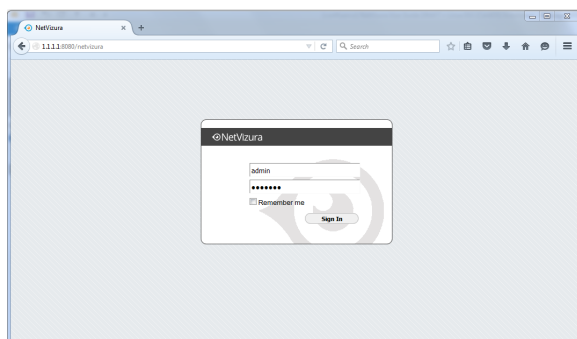 NetVizura
1.1.1.1:8080/netvizura
Search
NetVizura
admin
•••••••
Remember me
Sign In